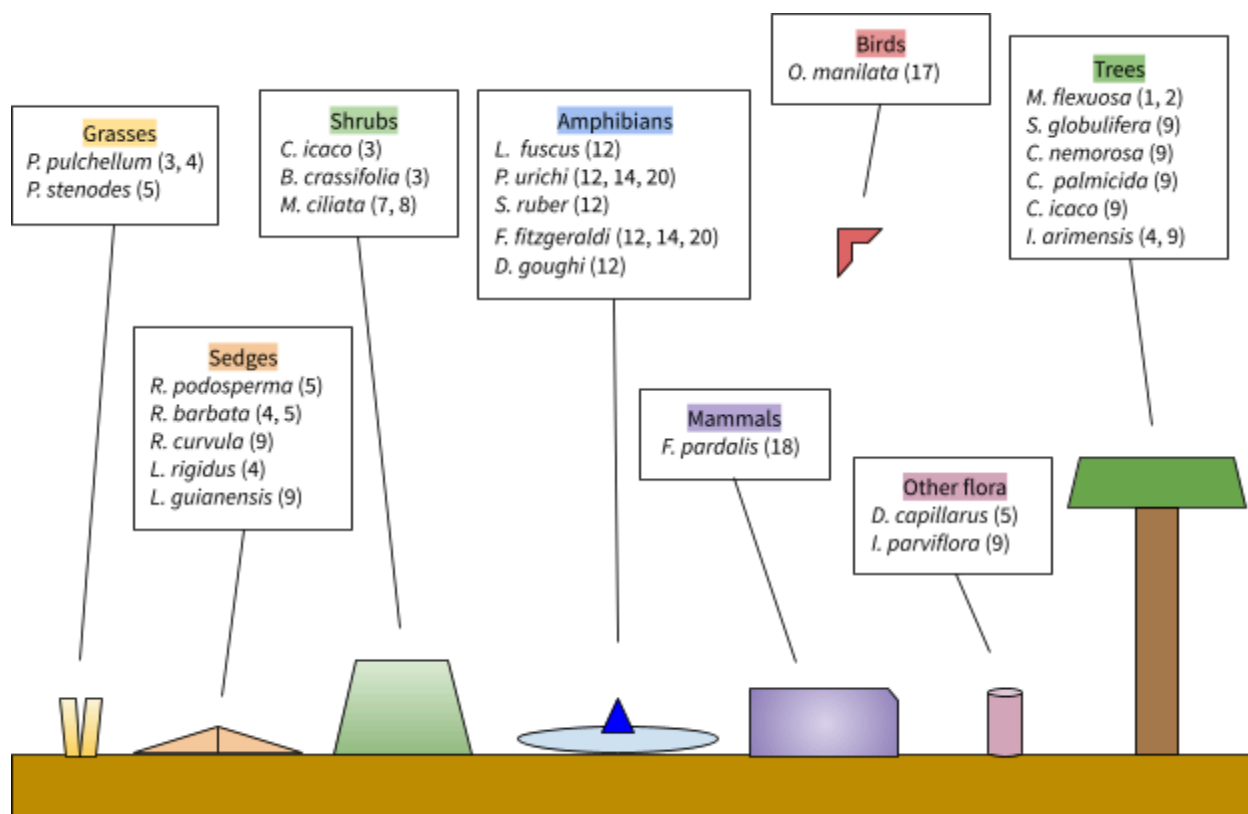 Grasses
P. pulchellum (3, 4)
P. stenodes (5)
Sedges
R. podosperma (5)
R. barbata (4, 5)
R. curvula (9)
L. rigidus (4)
L. guianensis (9)
Shrubs
C. icaco (3)
B. crassifolia (3)
M. ciliata (7, 8)
Amphibians
L. fuscus (12)
P. urichi (12, 14, 20)
S. ruber (12)
F. fitzgeraldi (12, 14, 20)
D. goughi (12)
Mammals
F. pardalis (18)
Birds
O. manilata (17)
Other flora
D. capillarus (5)
I. parviflora (9)
Trees
M. flexuosa (1, 2)
S. globulifera (9)
C. nemorosa (9)
C. palmicida (9)
C. icaco (9)
I. arimensis (4, 9)